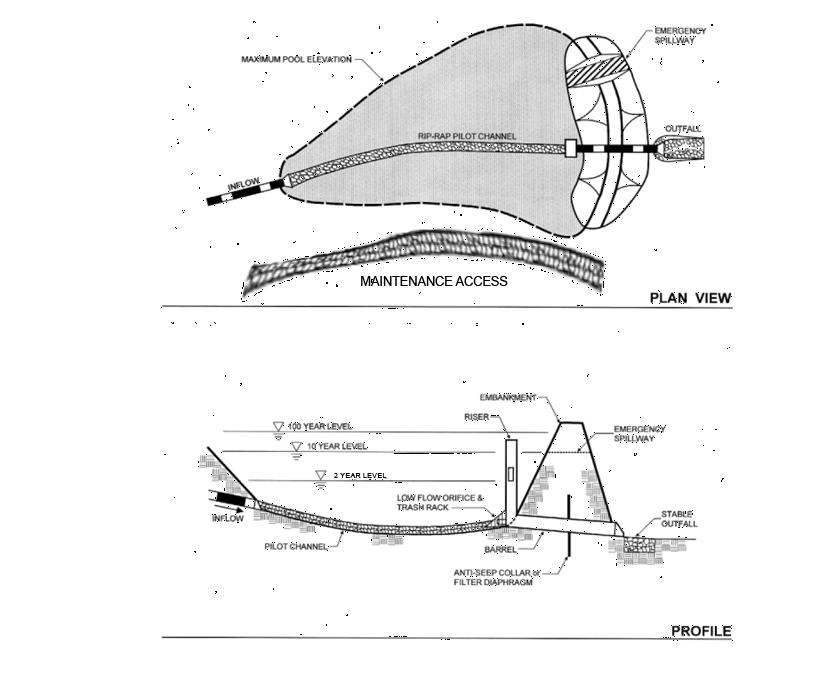 EMERGENCY
SPILLWAY
MAXIMUM POOL ELEVATION
RIP-RAP PILOT CHANNEL
OUTFALL
INFLOW
MAINTENANCE ACCESS
PLAN VIEW
EMBANKMENT
RISER
100 YEAR LEVEL
EMERGENCY
SPILLWAY
10 YEAR LEVEL
2 YEAR LEVEL
LOW FLOW ORIFICE &
TRASH RACK
STABLE
OUTFALL
INFLOW
PILOT CHANNEL
BARREL
ANTI-SEEP COLLAR or
FILTER DIAPHRAGM
PROFILE